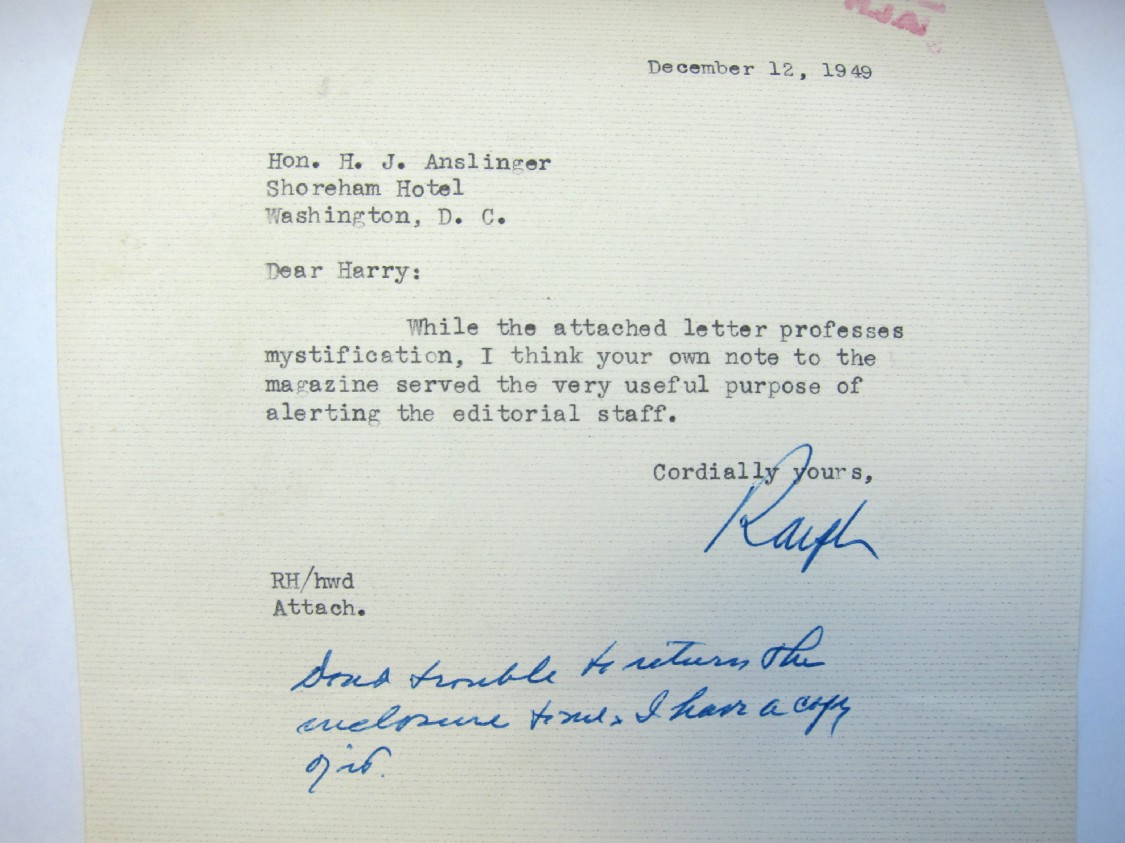 H.J.A.
December 12, 1949
Hon. H. J. Anslinger
Shoreham Hotel
Washington, D. C.
Dear Harry:
While the attached letter professes
mystification, I think your own note to the
magazine served the very useful purpose of
alerting the editorial staff.
Cordially yours,
Ralph
RH/hwd
Attach.
Dont trouble to return the
enclosure to me. I have a copy
of it.